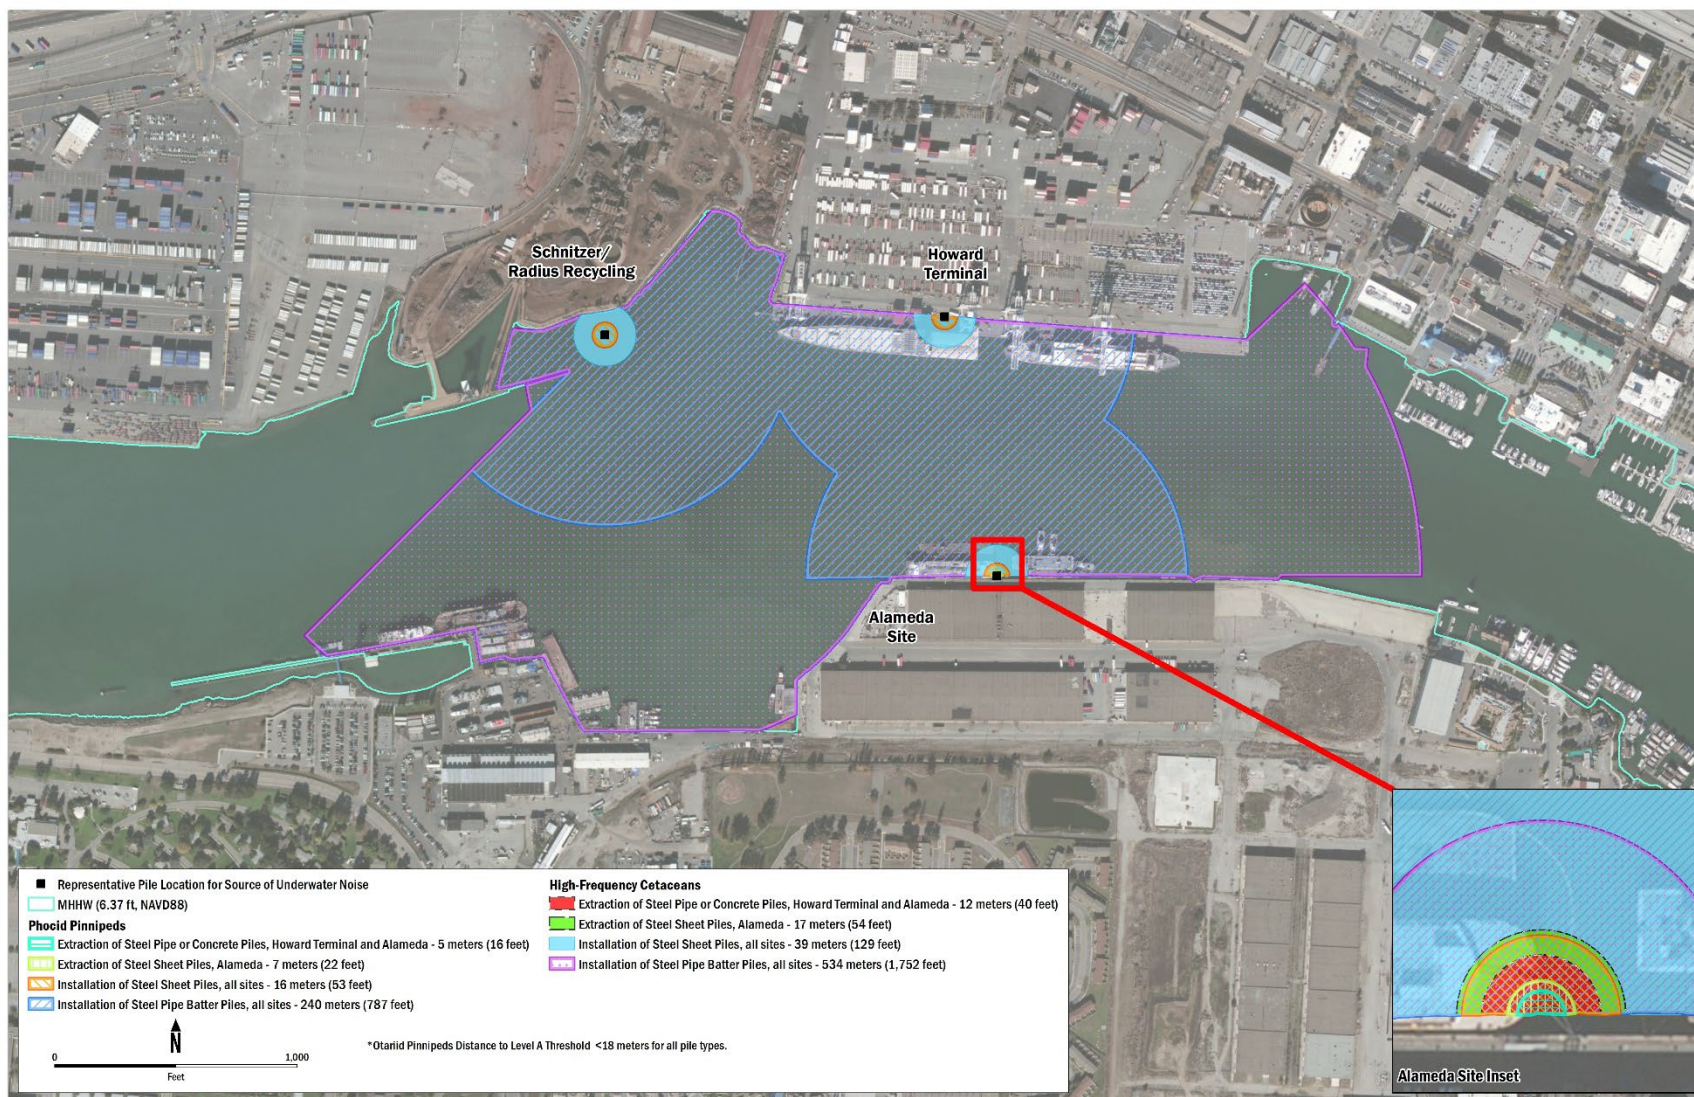 Schnitzer/
Radius Recycling
Howard
Terminal
Alameda
Site
Representative Pile Location for Source of Underwater Noise
MHHW (6.37 ft, NAVD88)
Phocid Pinnipeds
Extraction of Steel Pipe or Concrete Piles, Howard Terminal and Alameda - 5 meters (16 feet)
Extraction of Steel Sheet Piles, Alameda - 7 meters (22 feet)
Installation of Steel Sheet Piles, all sites - 16 meters (53 feet)
Installation of Steel Pipe Batter Piles, all sites - 240 meters (787 feet)
High-Frequency Cetaceans
Extraction of Steel Pipe or Concrete Piles, Howard Terminal and Alameda - 12 meters (40 feet)
Extraction of Steel Sheet Piles, Alameda - 17 meters (54 feet)
Installation of Steel Sheet Piles, all sites - 39 meters (129 feet)
Installation of Steel Pipe Batter Piles, all sites - 534 meters (1,752 feet)
N
0 1,000
Feet
*Otariid Pinnipeds Distance to Level A Threshold <18 meters for all pile types.
Alameda Site Inset